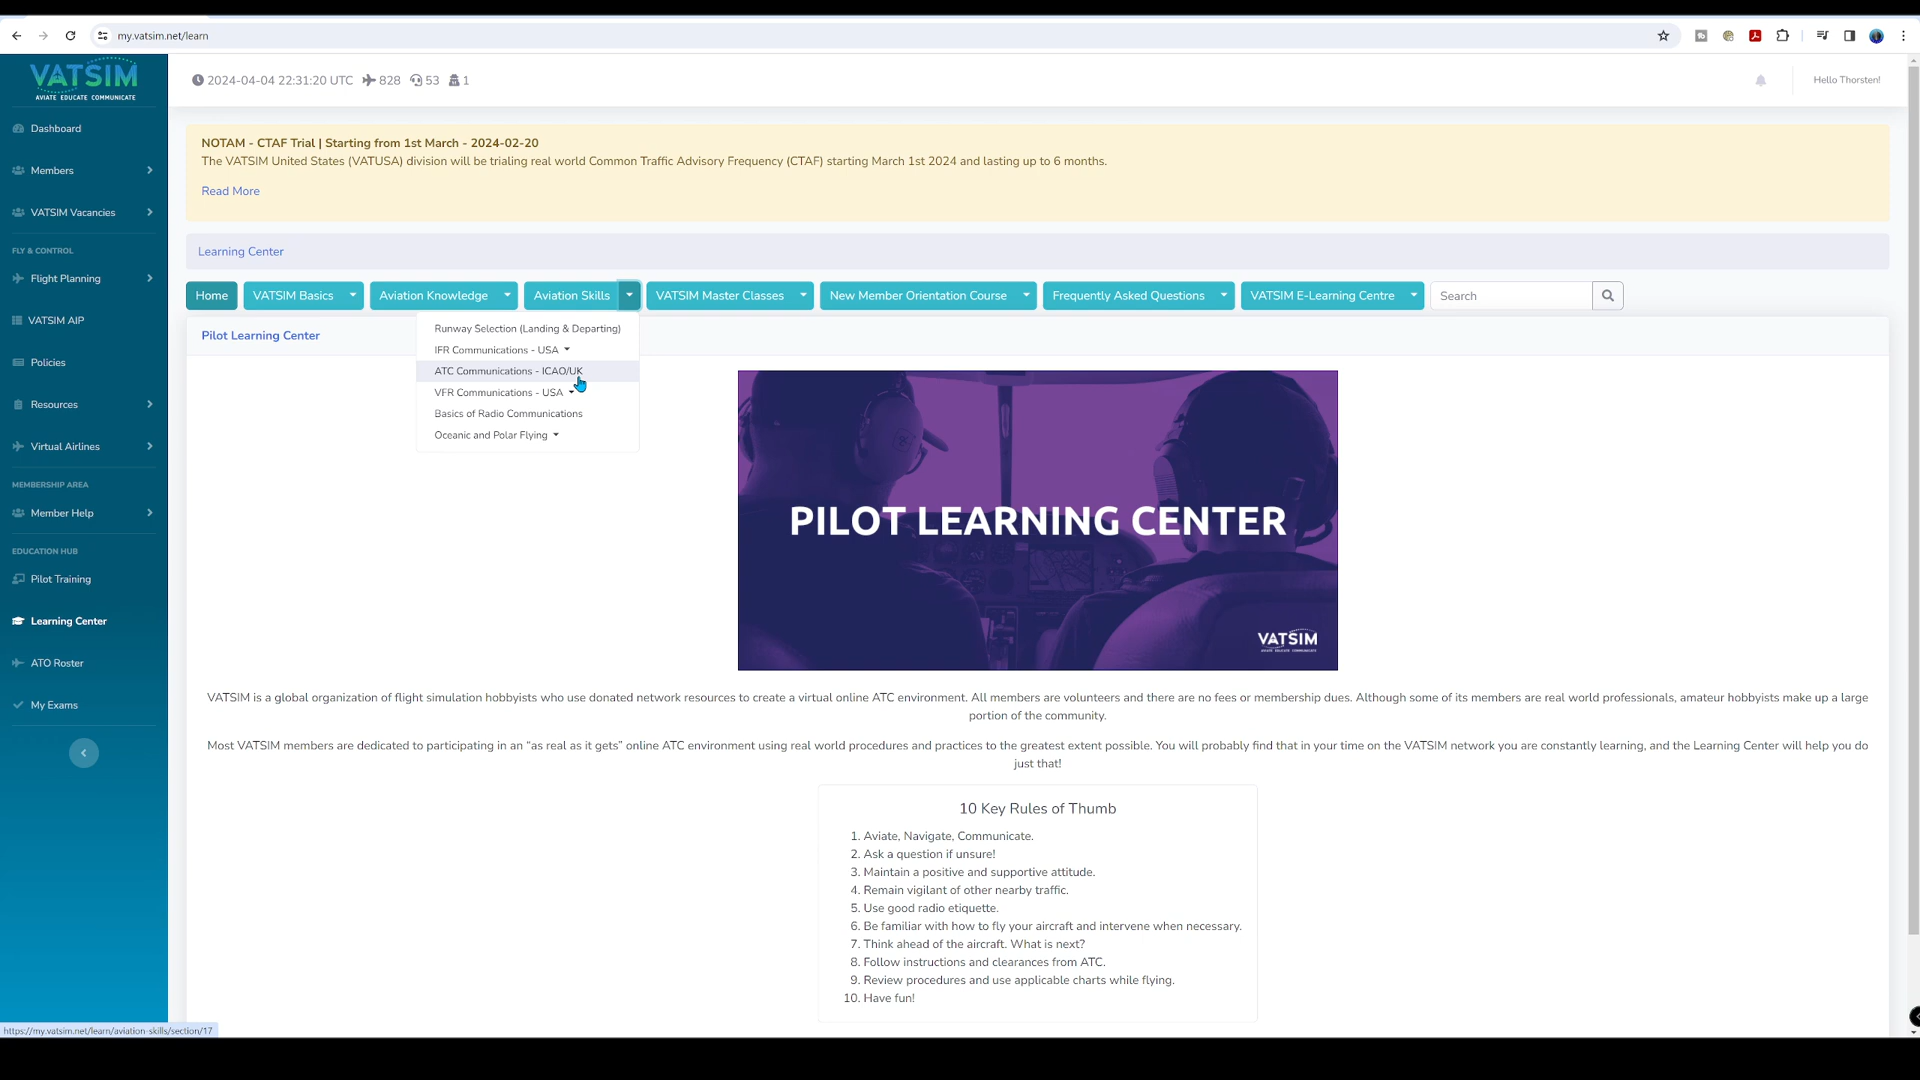 my.vatsim.net/learn
VATSIM
AVIATE EDUCATE COMMUNICATE
2024-04-04 22:31:20 UTC 828 53 1
Hello Thorsten!
Dashboard
Members
VATSIM Vacancies
FLY & CONTROL
Flight Planning
VATSIM AIP
Policies
Resources
Virtual Airlines
MEMBERSHIP AREA
Member Help
EDUCATION HUB
Pilot Training
Learning Center
ATO Roster
My Exams
NOTAM - CTAF Trial | Starting from 1st March - 2024-02-20
The VATSIM United States (VATUSA) division will be trialing real world Common Traffic Advisory Frequency (CTAF) starting March 1st 2024 and lasting up to 6 months.
Read More
Learning Center
Home VATSIM Basics Aviation Knowledge Aviation Skills VATSIM Master Classes New Member Orientation Course Frequently Asked Questions VATSIM E-Learning Centre Search
Pilot Learning Center
Runway Selection (Landing & Departing)
IFR Communications - USA
ATC Communications - ICAO/UK
VFR Communications - USA
Basics of Radio Communications
Oceanic and Polar Flying
PILOT LEARNING CENTER
VATSIM
AVIATE EDUCATE COMMUNICATE
VATSIM is a global organization of flight simulation hobbyists who use donated network resources to create a virtual online ATC environment. All members are volunteers and there are no fees or membership dues. Although some of its members are real world professionals, amateur hobbyists make up a large
portion of the community.
Most VATSIM members are dedicated to participating in an “as real as it gets” online ATC environment using real world procedures and practices to the greatest extent possible. You will probably find that in your time on the VATSIM network you are constantly learning, and the Learning Center will help you do
just that!
10 Key Rules of Thumb
1. Aviate, Navigate, Communicate.
2. Ask a question if unsure!
3. Maintain a positive and supportive attitude.
4. Remain vigilant of other nearby traffic.
5. Use good radio etiquette.
6. Be familiar with how to fly your aircraft and intervene when necessary.
7. Think ahead of the aircraft. What is next?
8. Follow instructions and clearances from ATC.
9. Review procedures and use applicable charts while flying.
10. Have fun!
https://my.vatsim.net/learn/aviation-skills/section/17